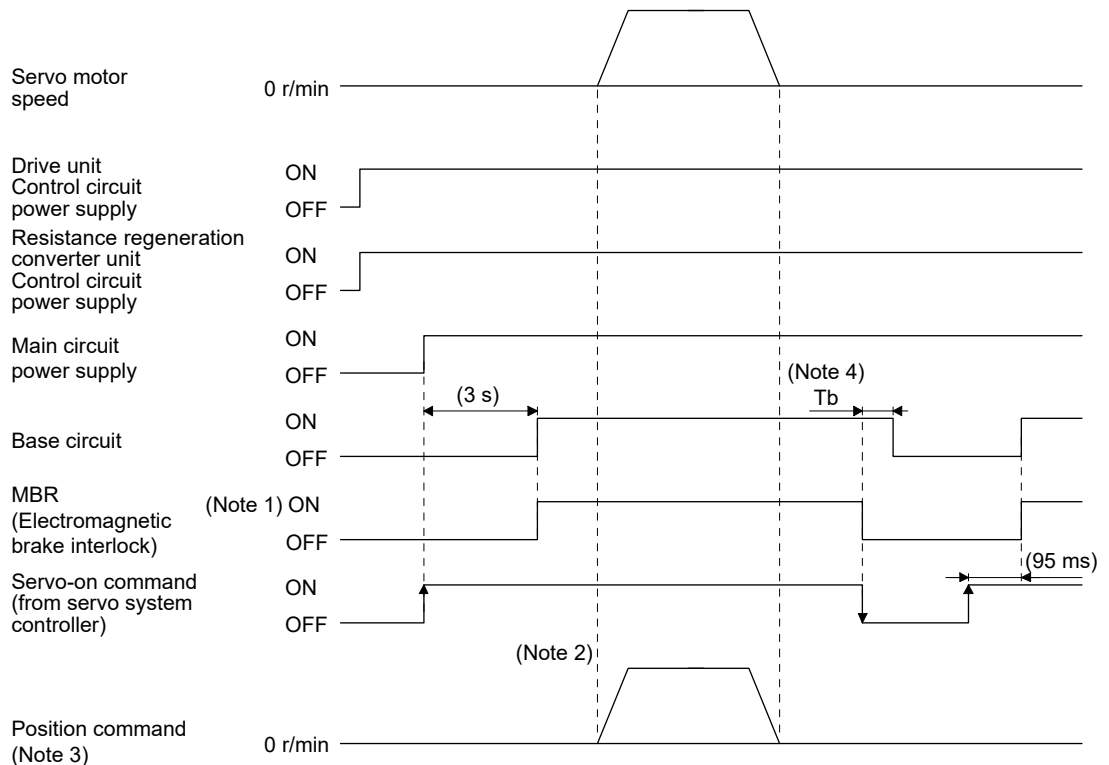 Servo motor
speed
0 r/min
Drive unit
Control circuit
power supply
ON
OFF
Resistance regeneration
converter unit
Control circuit
power supply
ON
OFF
Main circuit
power supply
ON
OFF
(3 s)
(Note 4)
Tb
Base circuit
ON
OFF
MBR
(Electromagnetic
brake interlock)
(Note 1) ON
OFF
(95 ms)
Servo-on command
(from servo system
controller)
ON
OFF
(Note 2)
Position command
(Note 3)
0 r/min